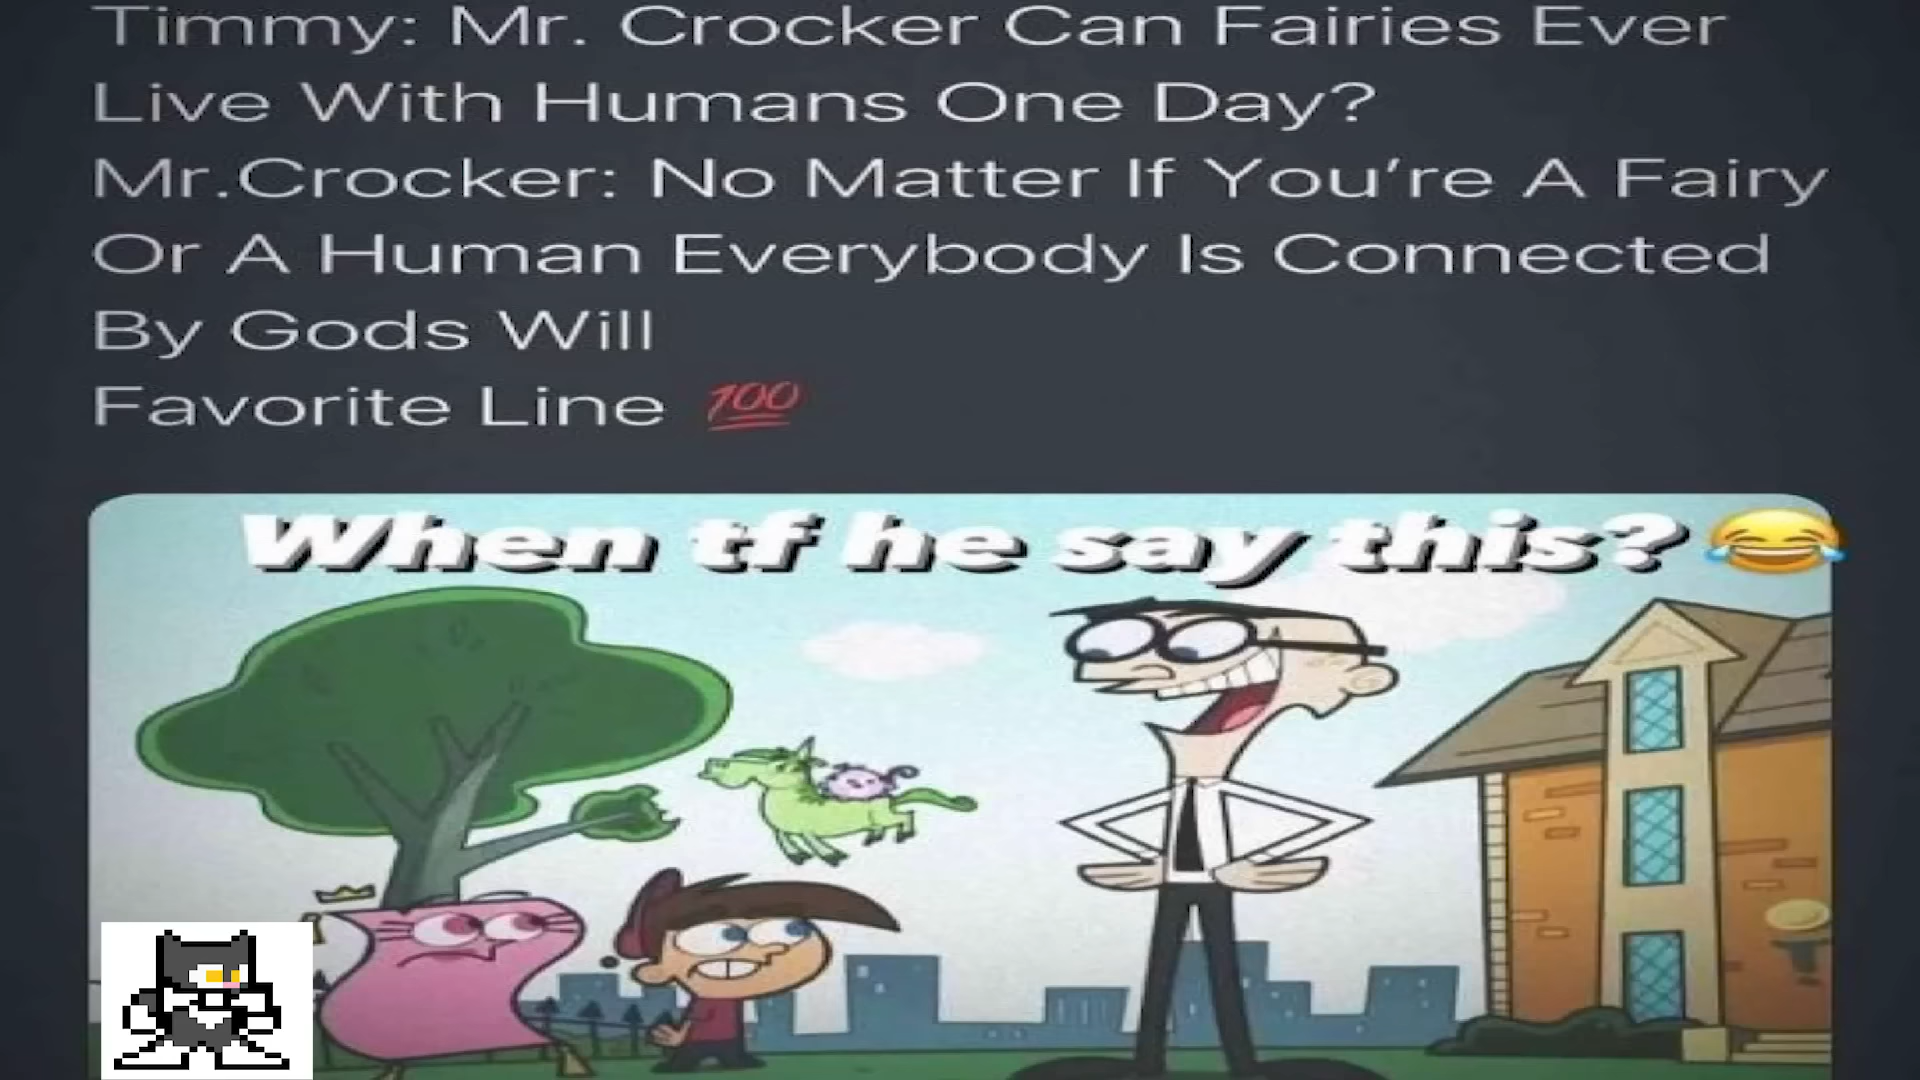 Timmy: Mr. Crocker Can Fairies Ever
Live With Humans One Day?
Mr.Crocker: No Matter If You're A Fairy
Or A Human Everybody Is Connected
By Gods Will
Favorite Line 💯
When tf he say this? 😂